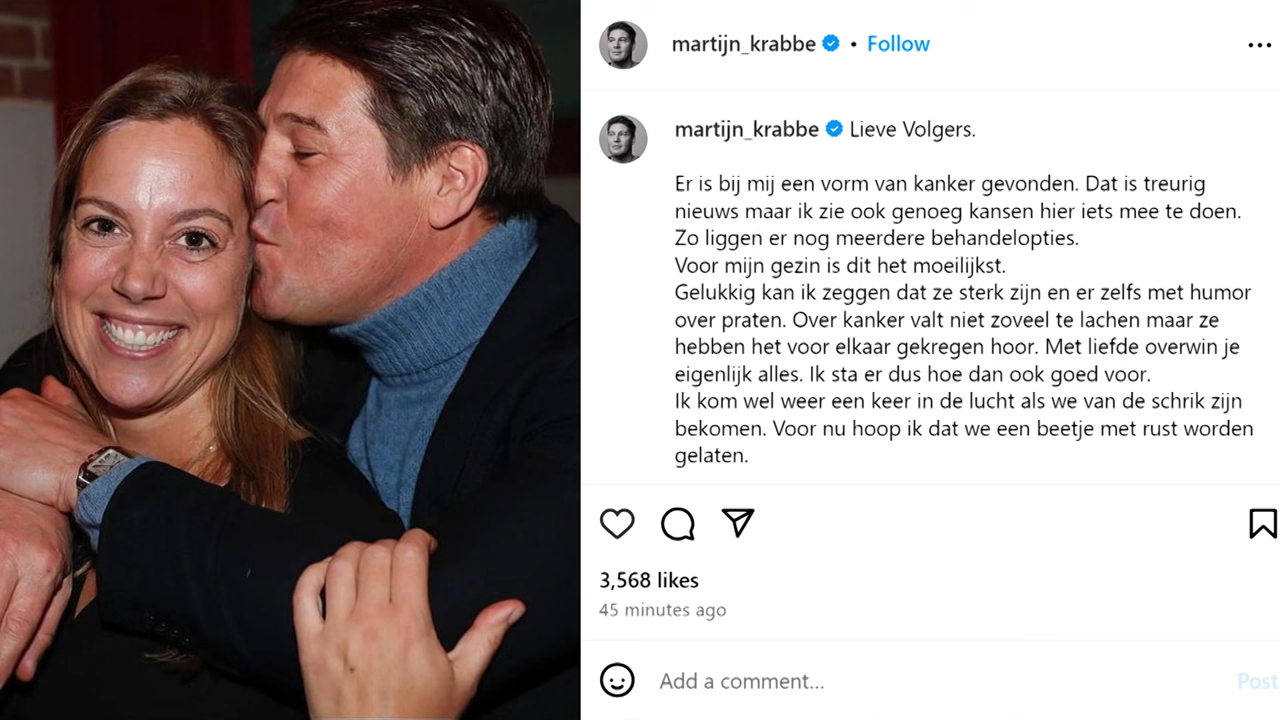 martijn_krabbe • Follow
martijn_krabbe Lieve Volgers.
Er is bij mij een vorm van kanker gevonden. Dat is treurig
nieuws maar ik zie ook genoeg kansen hier iets mee te doen.
Zo liggen er nog meerdere behandelopties.
Voor mijn gezin is dit het moeilijkst.
Gelukkig kan ik zeggen dat ze sterk zijn en er zelfs met humor
over praten. Over kanker valt niet zoveel te lachen maar ze
hebben het voor elkaar gekregen hoor. Met liefde overwin je
eigenlijk alles. Ik sta er dus hoe dan ook goed voor.
Ik kom wel weer een keer in de lucht als we van de schrik zijn
bekomen. Voor nu hoop ik dat we een beetje met rust worden
gelaten.
3,568 likes
45 minutes ago
Add a comment...
Post